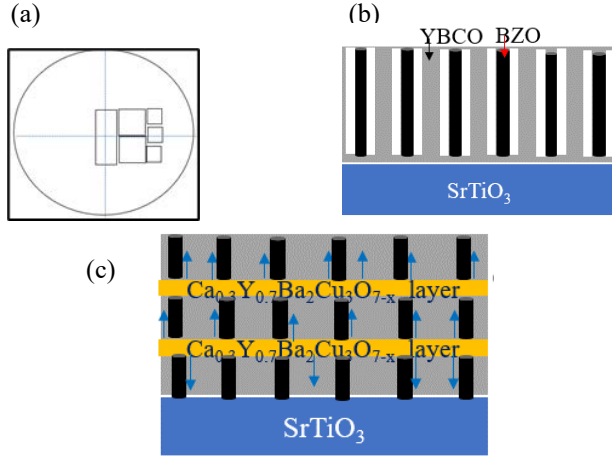 (a)
(b)
YBCO BZO
SrTiO₃
(c)
Ca₀.₃Y₀.₇Ba₂Cu₃O₇₋ₓ layer
Ca₀.₃Y₀.₇Ba₂Cu₃O₇₋ₓ layer
SrTiO₃